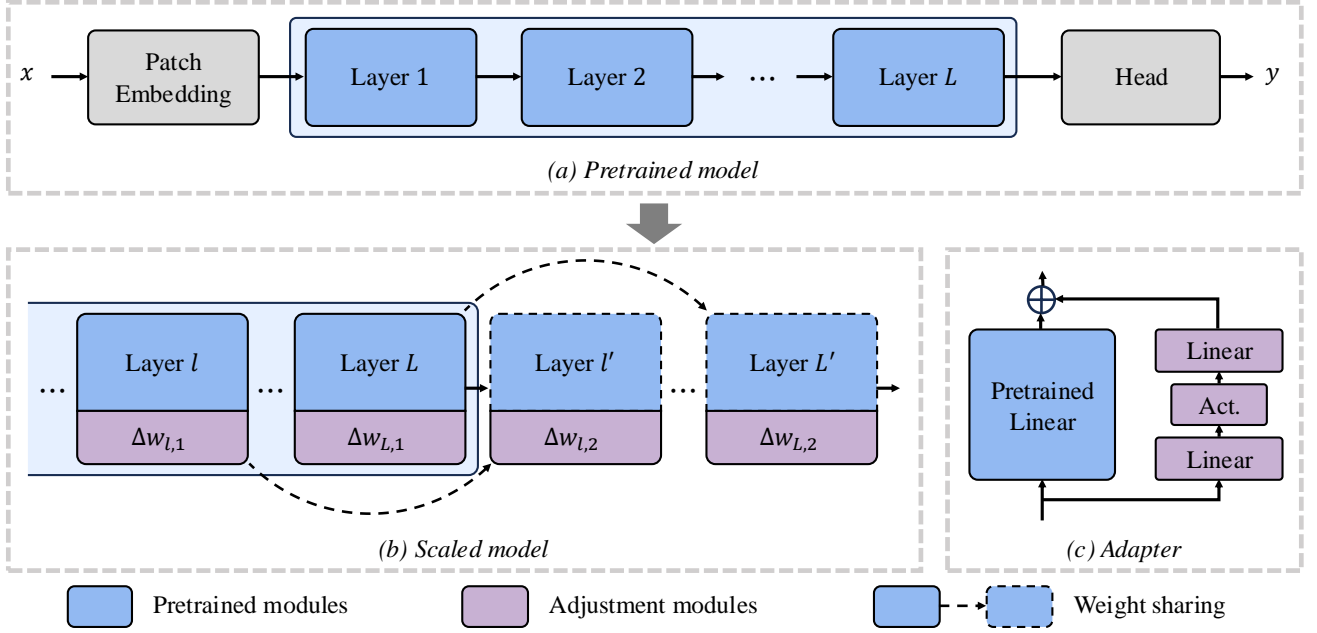 x
Patch
Embedding
Layer 1
Layer 2
...
Layer L
Head
y
(a) Pretrained model
...
Layer l
Δw_{l,1}
...
Layer L
Δw_{L,1}
Layer l′
Δw_{l,2}
...
Layer L′
Δw_{L,2}
(b) Scaled model
Pretrained
Linear
Linear
Act.
Linear
(c) Adapter
Pretrained modules
Adjustment modules
Weight sharing